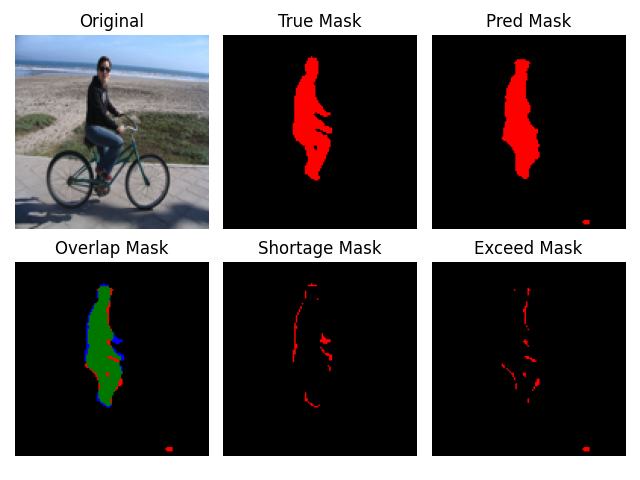 Original
True Mask
Pred Mask
Overlap Mask
Shortage Mask
Exceed Mask